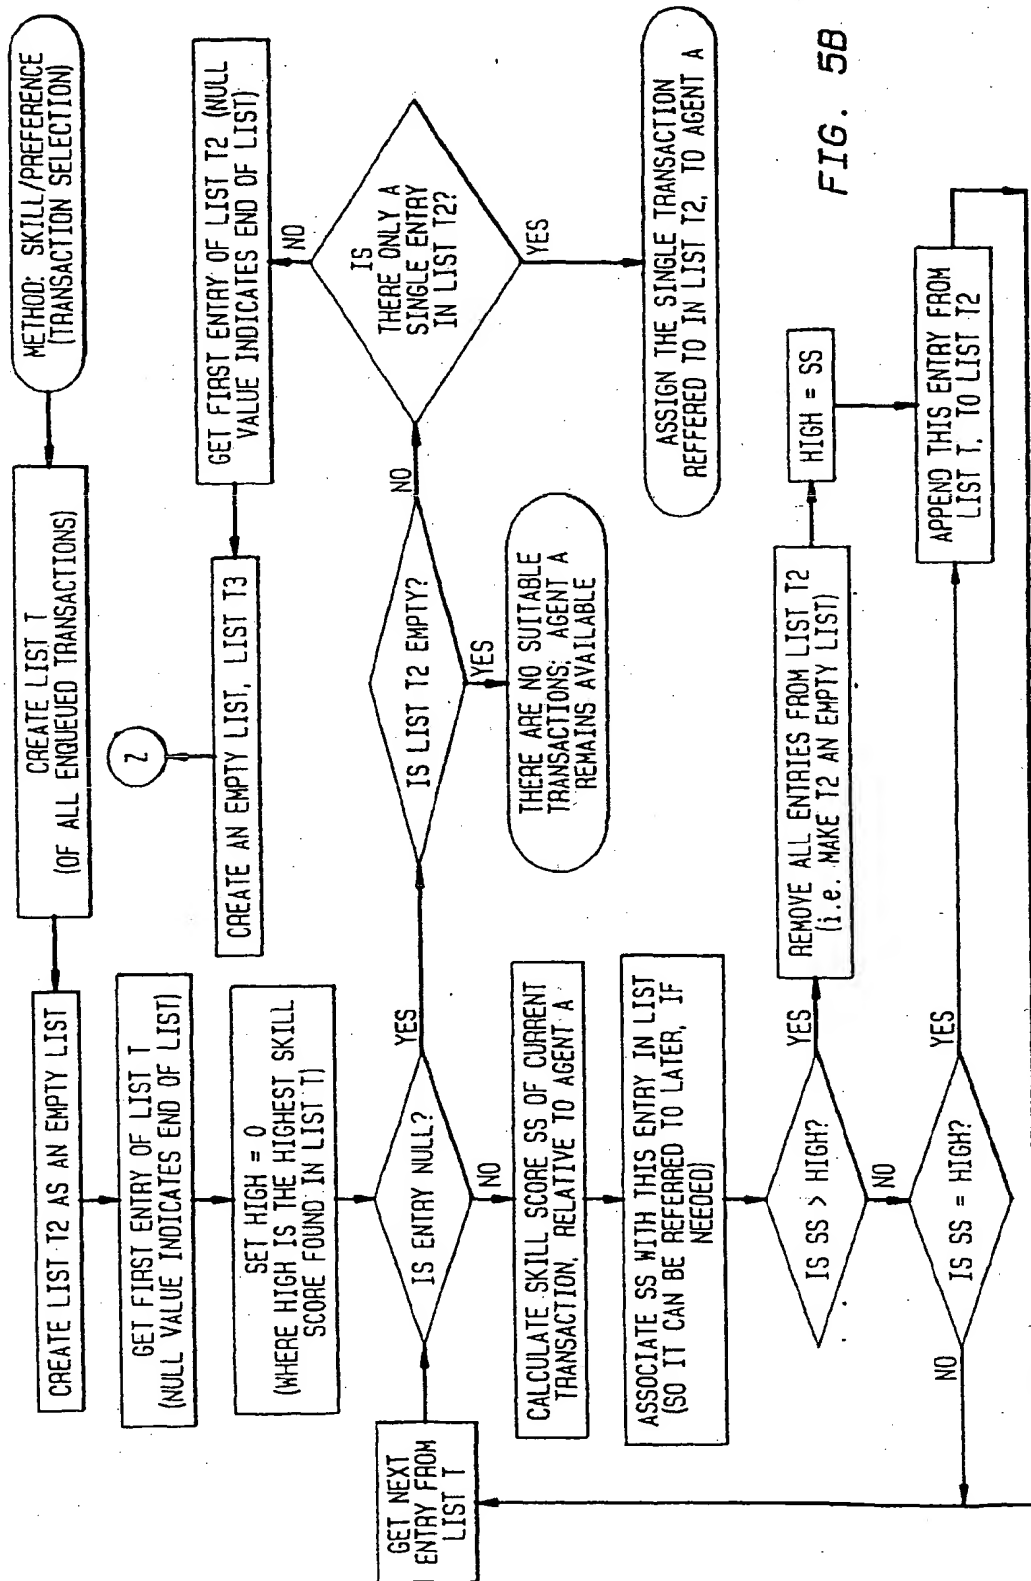 METHOD: SKILL/PREFERENCE
(TRANSACTION SELECTION)
CREATE LIST T
(OF ALL ENQUEUED TRANSACTIONS)
CREATE LIST T2 AS AN EMPTY LIST
GET FIRST ENTRY OF LIST T
(NULL VALUE INDICATES END OF LIST)
SET HIGH = 0
(WHERE HIGH IS THE HIGHEST SKILL
SCORE FOUND IN LIST T)
IS ENTRY NULL?
YES
NO
GET NEXT
ENTRY FROM
LIST T
CALCULATE SKILL SCORE SS OF CURRENT
TRANSACTION, RELATIVE TO AGENT A
ASSOCIATE SS WITH THIS ENTRY IN LIST
(SO IT CAN BE REFERRED TO LATER, IF
NEEDED)
IS SS > HIGH?
YES
NO
REMOVE ALL ENTRIES FROM LIST T2
(i.e. MAKE T2 AN EMPTY LIST)
HIGH = SS
IS SS = HIGH?
YES
NO
APPEND THIS ENTRY FROM
LIST T, TO LIST T2
IS LIST T2 EMPTY?
NO
YES
THERE ARE NO SUITABLE
TRANSACTIONS; AGENT A
REMAINS AVAILABLE
IS
THERE ONLY A
SINGLE ENTRY
IN LIST T2?
NO
YES
ASSIGN THE SINGLE TRANSACTION
REFFERED TO IN LIST T2, TO AGENT A
GET FIRST ENTRY OF LIST T2 (NULL
VALUE INDICATES END OF LIST)
CREATE AN EMPTY LIST, LIST T3
Z
FIG. 5B